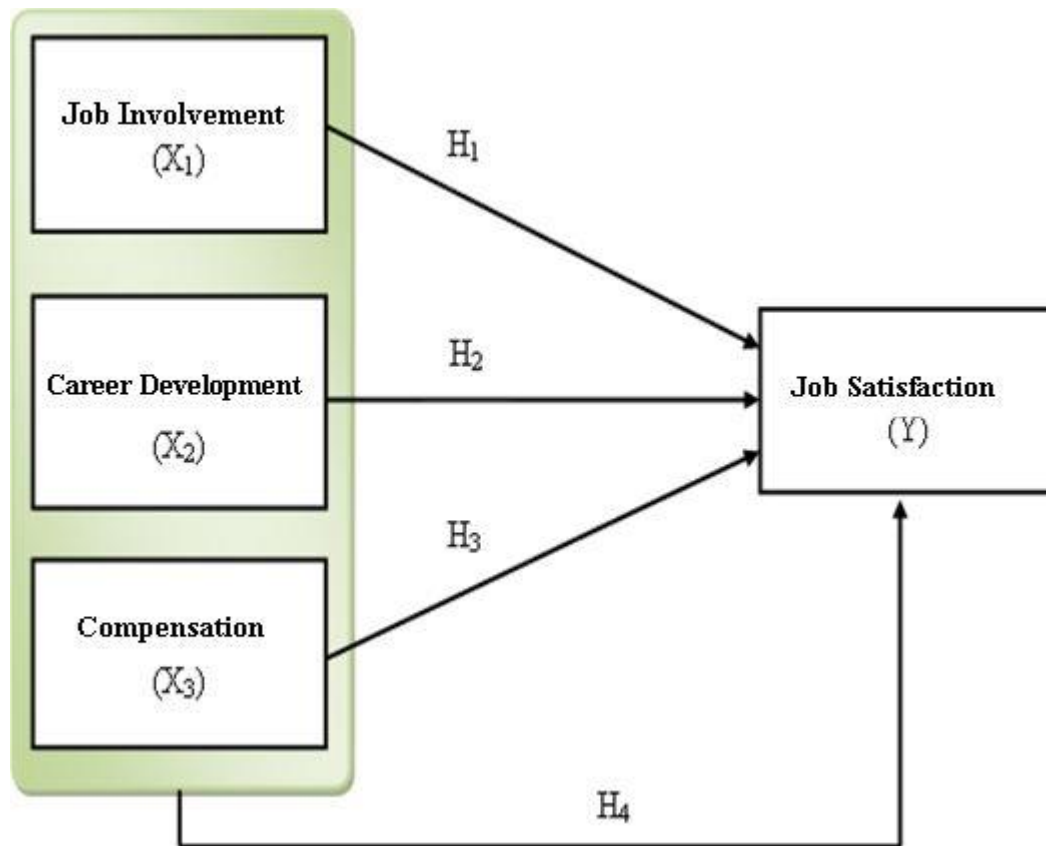 Job Involvement
(X₁)
H₁
Career Development
(X₂)
H₂
Job Satisfaction
(Y)
H₃
Compensation
(X₃)
H₄